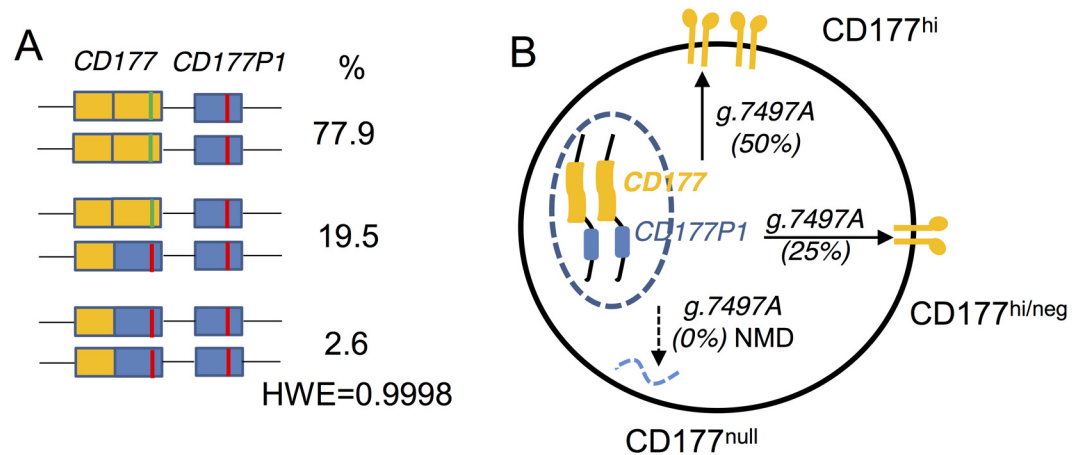 A
CD177 CD177P1 %
77.9
19.5
2.6
HWE=0.9998
B
CD177hi
g.7497A
(50%)
CD177
CD177P1
g.7497A
(25%)
CD177hi/neg
g.7497A
(0%) NMD
CD177null